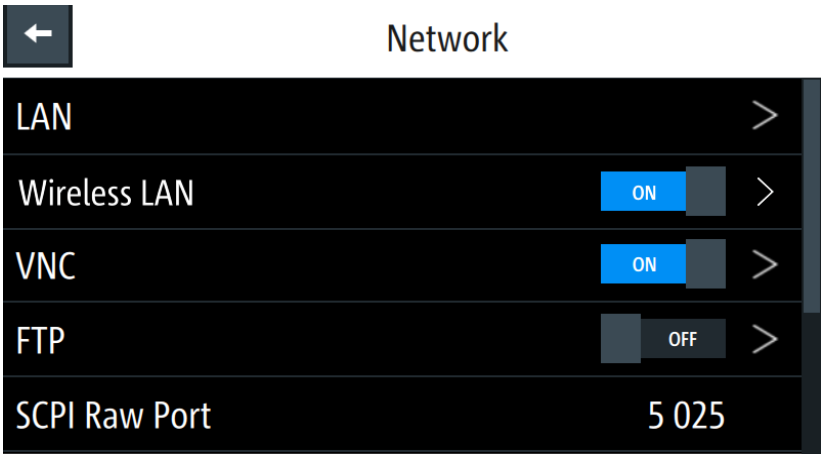 Network
LAN
Wireless LAN ON
VNC ON
FTP OFF
SCPI Raw Port 5 025